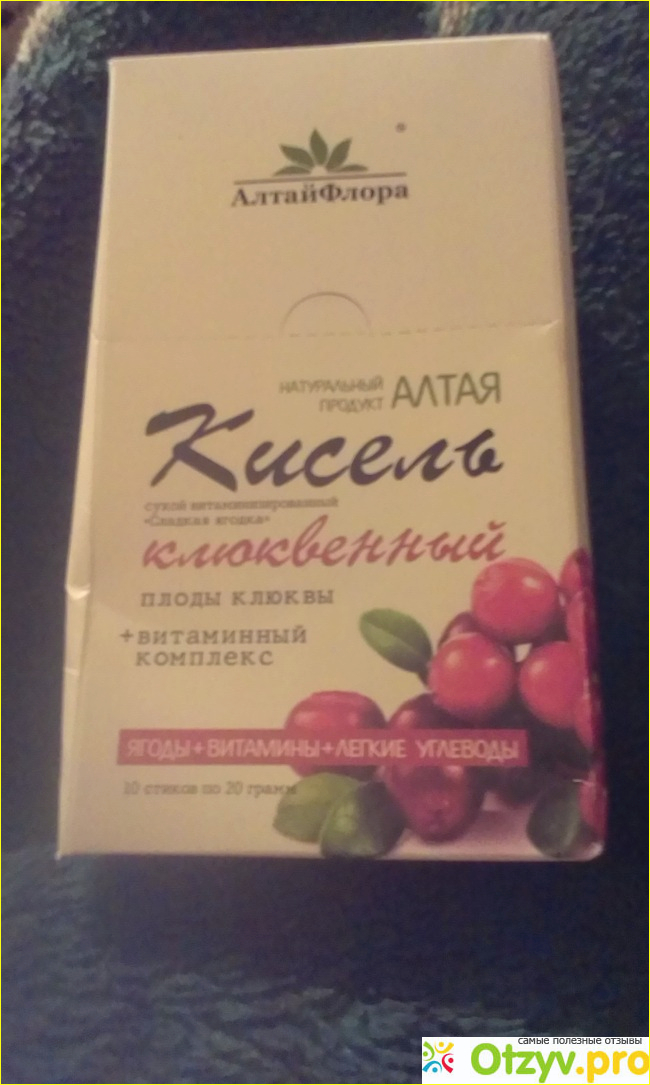 ®
АлтайФлора
НАТУРАЛЬНЫЙ
ПРОДУКТ АЛТАЯ
Кисель
сухой витаминизированный
«Сладкая ягодка»
клюквенный
ПЛОДЫ КЛЮКВЫ
+ВИТАМИННЫЙ
КОМПЛЕКС
ЯГОДЫ+ВИТАМИНЫ+ЛЕГКИЕ УГЛЕВОДЫ
10 стиков по 20 грамм
самые полезные отзывы
Otzyv.pro